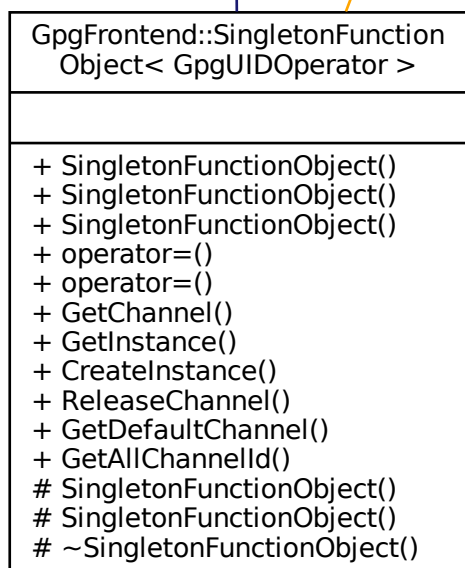 GpgFrontend::SingletonFunction
Object< GpgUIDOperator >
+ SingletonFunctionObject()
+ SingletonFunctionObject()
+ SingletonFunctionObject()
+ operator=()
+ operator=()
+ GetChannel()
+ GetInstance()
+ CreateInstance()
+ ReleaseChannel()
+ GetDefaultChannel()
+ GetAllChannelId()
# SingletonFunctionObject()
# SingletonFunctionObject()
# ~SingletonFunctionObject()